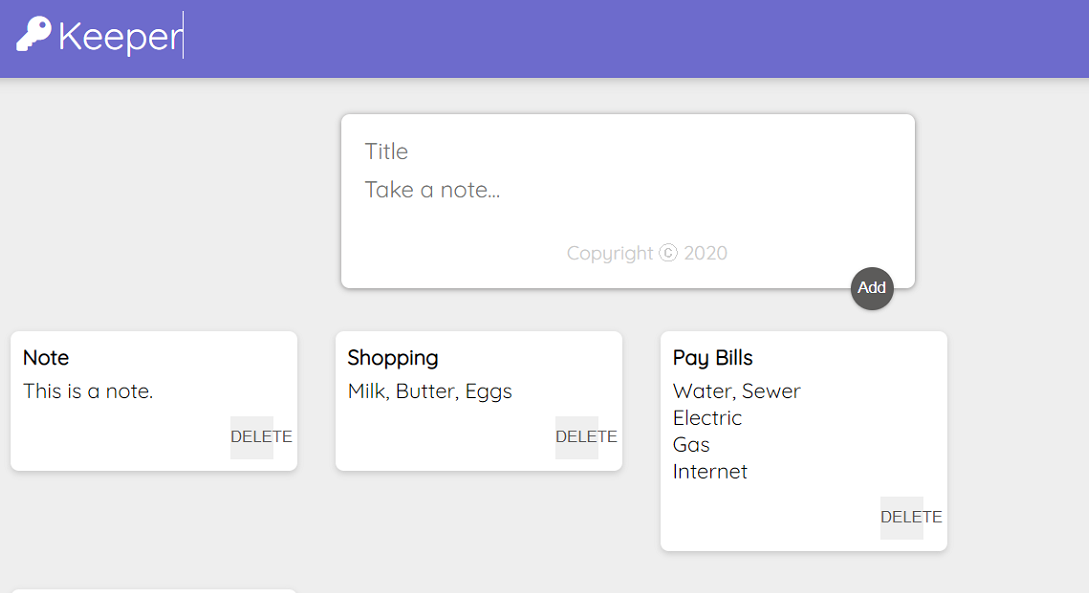 Keeper
Title
Take a note...
Copyright ⓒ 2020
Add
Note
This is a note.
DELETE
Shopping
Milk, Butter, Eggs
DELETE
Pay Bills
Water, Sewer
Electric
Gas
Internet
DELETE